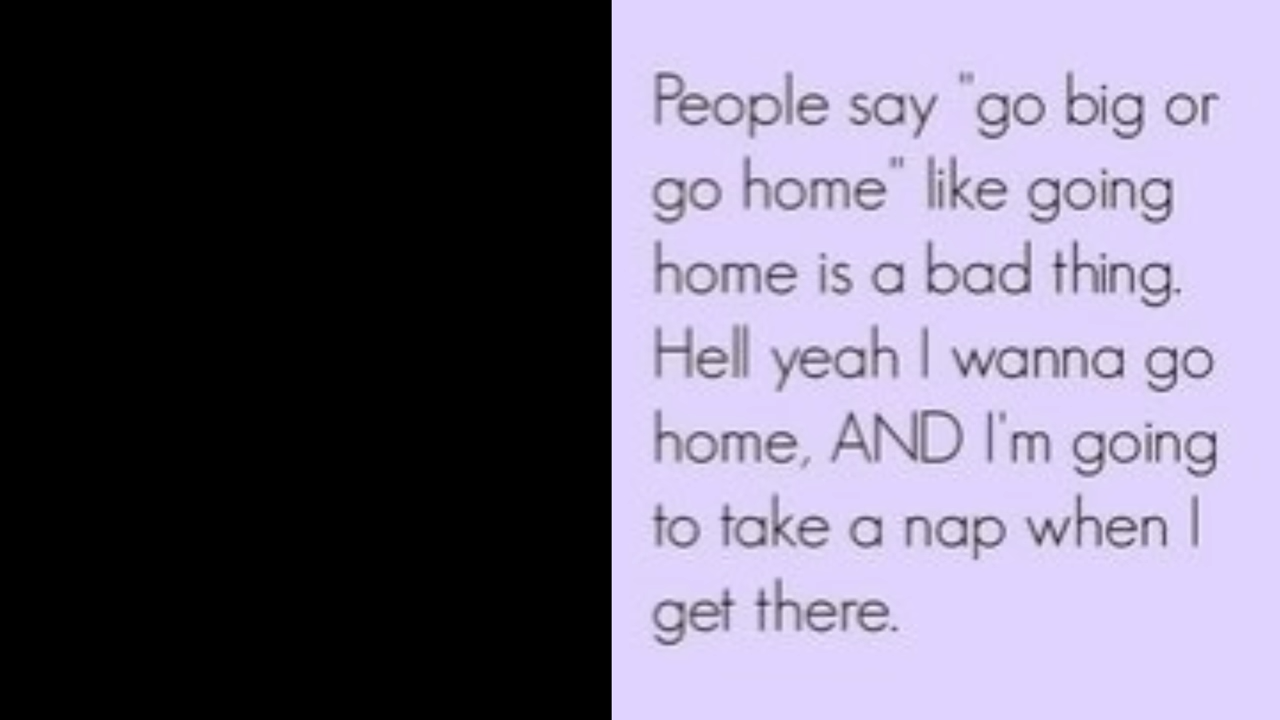 People say "go big or
go home" like going
home is a bad thing.
Hell yeah I wanna go
home, AND I'm going
to take a nap when I
get there.